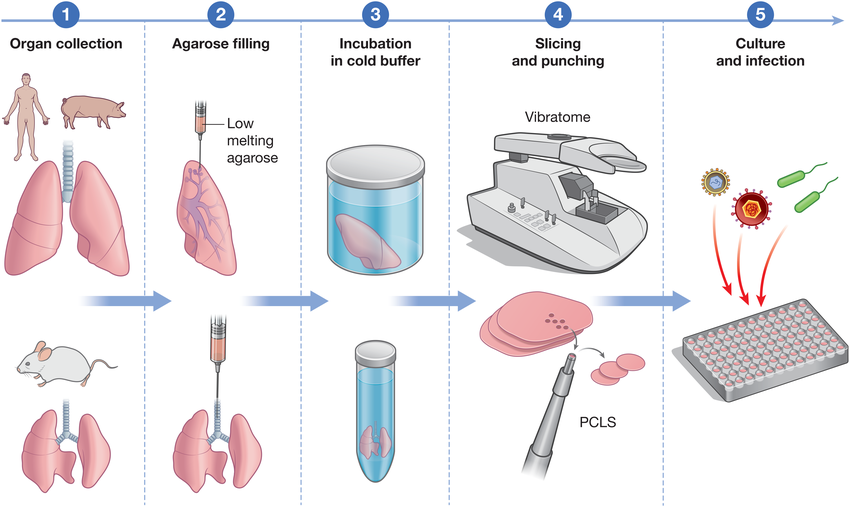 1
Organ collection
2
Agarose filling
3
Incubation
in cold buffer
4
Slicing
and punching
5
Culture
and infection
Low
melting
agarose
Vibratome
PCLS